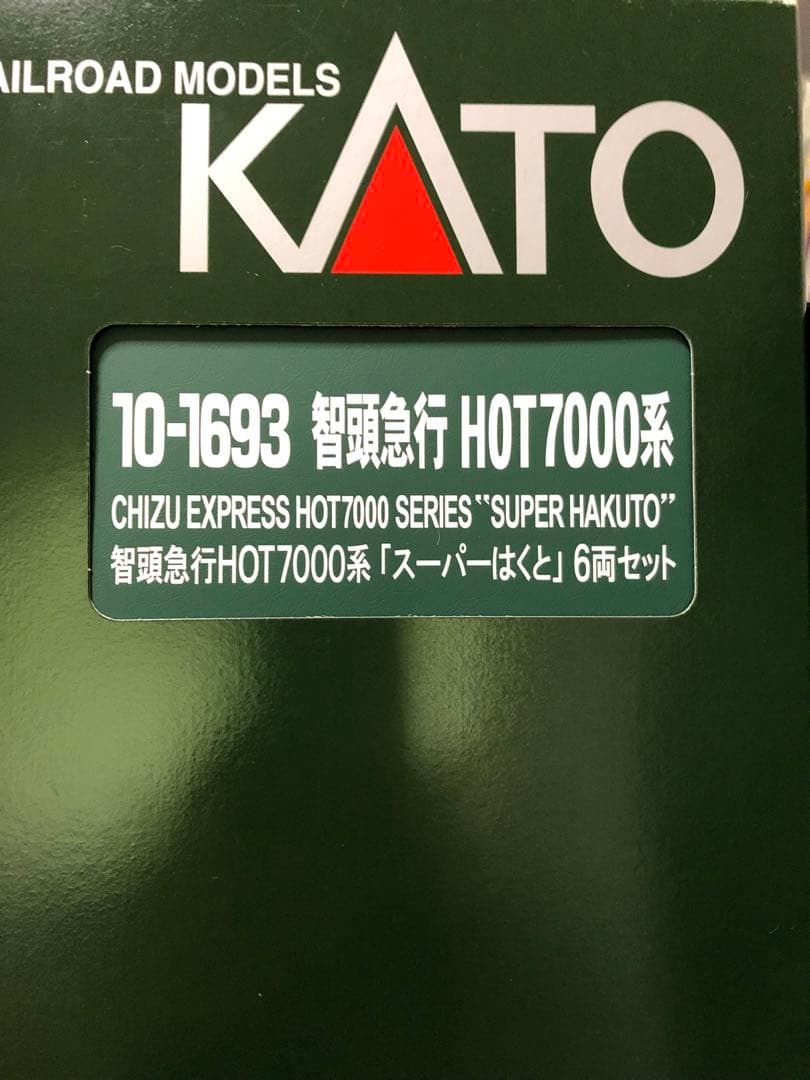 AILROAD MODELS
KATO
10-1693 智頭急行 HOT7000系
CHIZU EXPRESS HOT7000 SERIES “SUPER HAKUTO”
智頭急行HOT7000系「スーパーはくと」6両セット